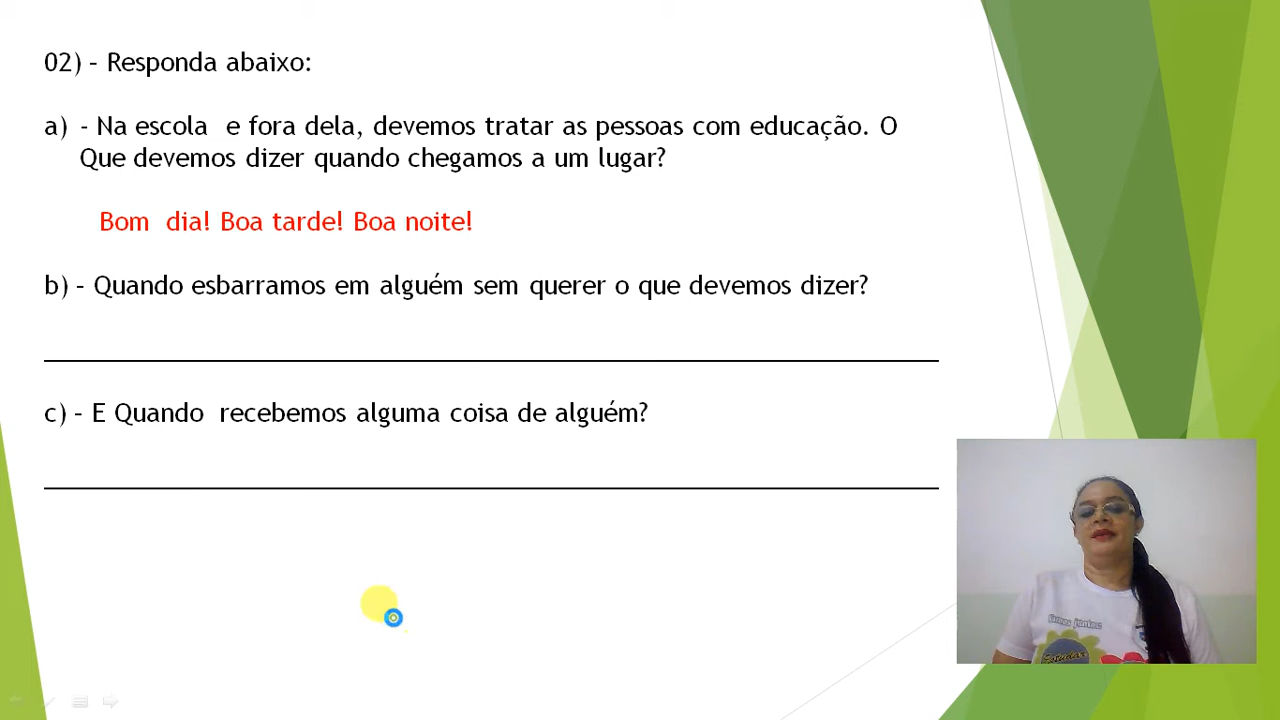 02) – Responda abaixo:
a) - Na escola e fora dela, devemos tratar as pessoas com educação. O
Que devemos dizer quando chegamos a um lugar?
Bom dia! Boa tarde! Boa noite!
b) – Quando esbarramos em alguém sem querer o que devemos dizer?
c) – E Quando recebemos alguma coisa de alguém?
Estudar